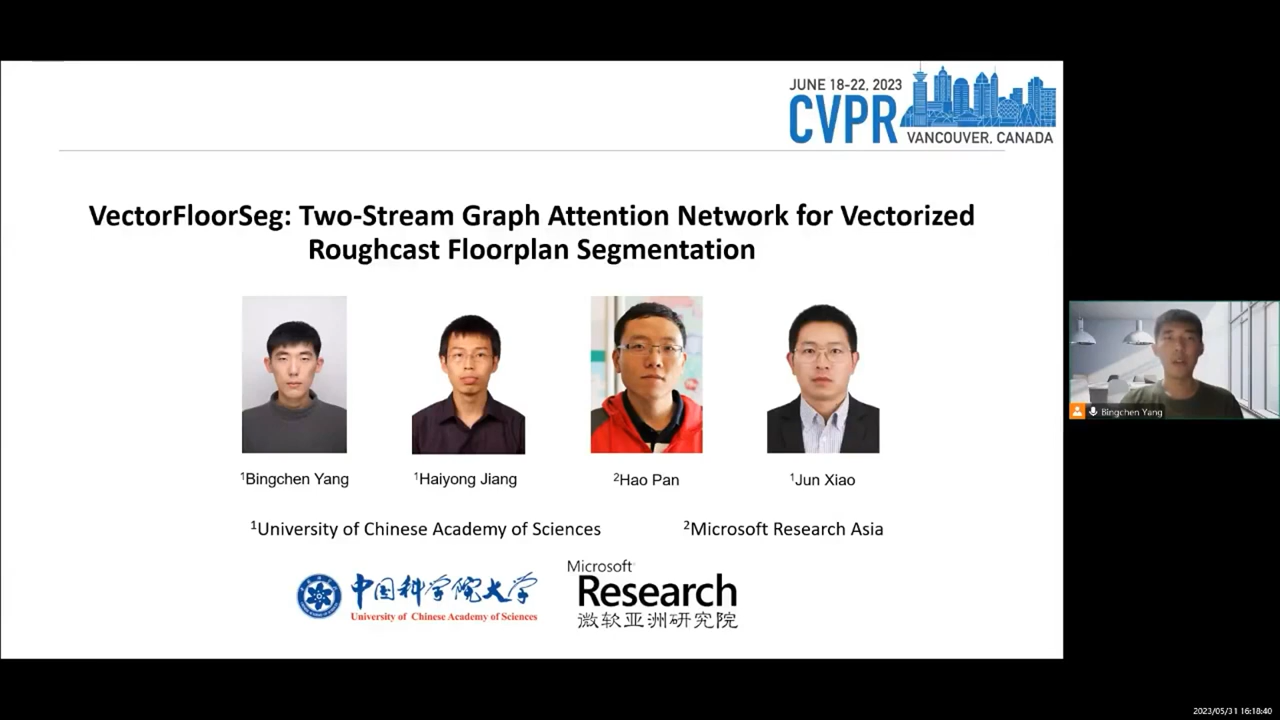 JUNE 18-22, 2023
CVPR
VANCOUVER, CANADA
VectorFloorSeg: Two-Stream Graph Attention Network for Vectorized
Roughcast Floorplan Segmentation
¹Bingchen Yang
¹Haiyong Jiang
²Hao Pan
¹Jun Xiao
Bingchen Yang
¹University of Chinese Academy of Sciences
²Microsoft Research Asia
中国科学院大学
University of Chinese Academy of Sciences
Microsoft
Research
微软亚洲研究院
2023/05/31 16:18:40